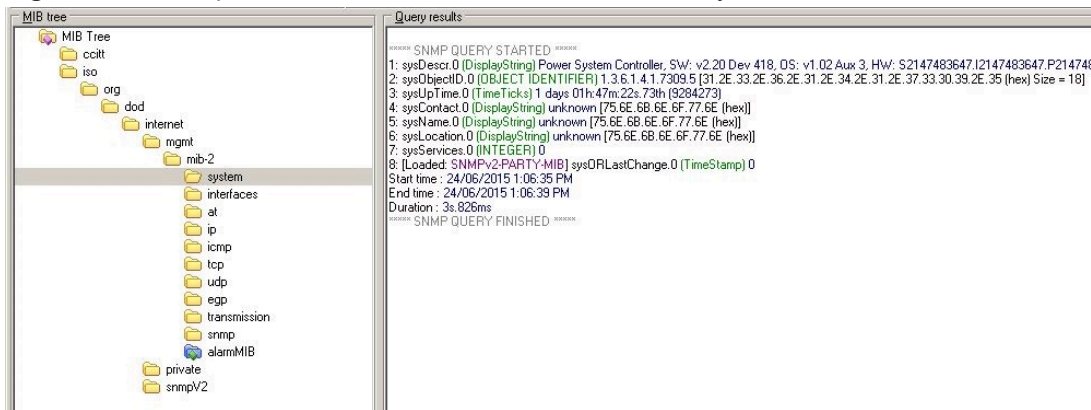 MIB tree
MIB Tree
ccitt
iso
org
dod
internet
mgmt
mib-2
system
interfaces
at
ip
icmp
tcp
udp
egp
transmission
snmp
alarmMIB
private
snmpV2
Query results
***** SNMP QUERY STARTED *****
1: sysDescr.0 (DisplayString) Power System Controller, SW: v2.20 Dev 418, OS: v1.02 Aux 3, HW: S2147483647.I2147483647.P214748
2: sysObjectID.0 (OBJECT IDENTIFIER) 1.3.6.1.4.1.7309.5 [31.2E.33.2E.36.2E.31.2E.34.2E.31.2E.37.33.30.39.2E.35 (hex) Size = 18]
3: sysUpTime.0 (TimeTicks) 1 days 01h:47m:22s.73th (9284273)
4: sysContact.0 (DisplayString) unknown [75.6E.6B.6E.6F.77.6E (hex)]
5: sysName.0 (DisplayString) unknown [75.6E.6B.6E.6F.77.6E (hex)]
6: sysLocation.0 (DisplayString) unknown [75.6E.6B.6E.6F.77.6E (hex)]
7: sysServices.0 (INTEGER) 0
8: [Loaded: SNMPv2-PARTY-MIB] sysORLastChange.0 (TimeStamp) 0
Start time : 24/06/2015 1:06:35 PM
End time : 24/06/2015 1:06:39 PM
Duration : 3s.826ms
***** SNMP QUERY FINISHED *****